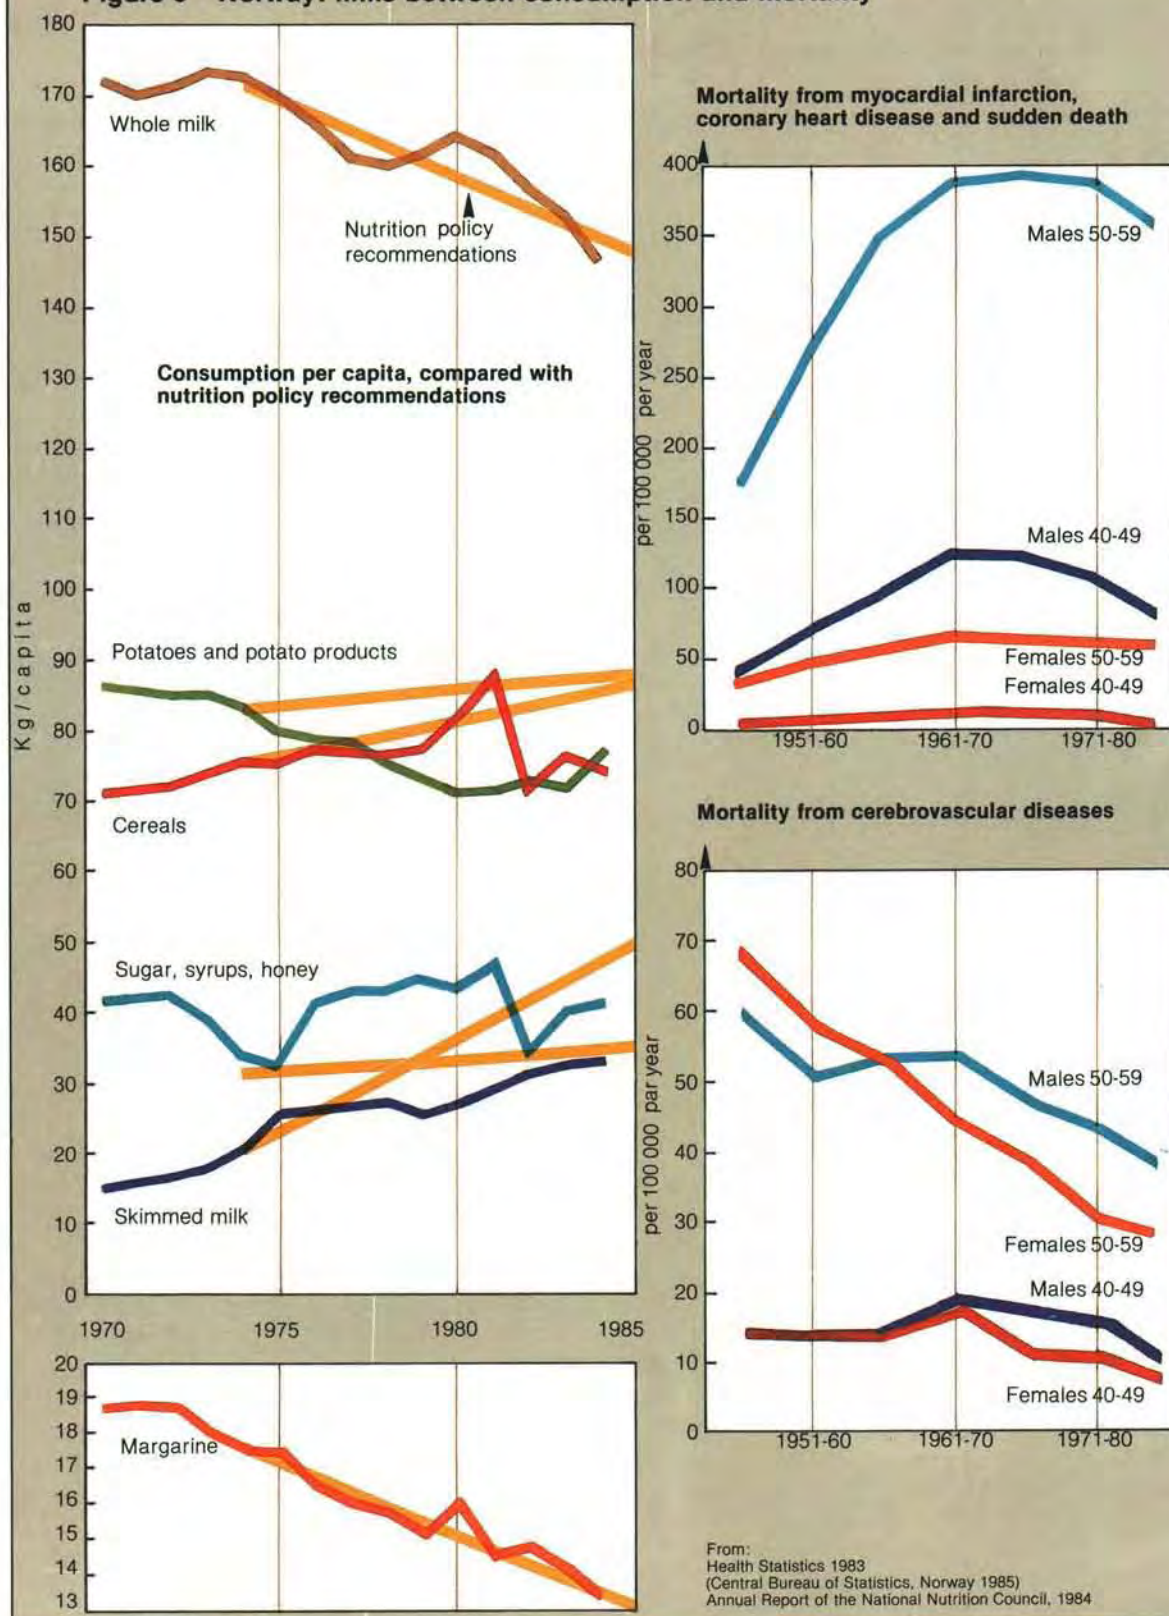 180
170
160
150
140
130
120
110
100
90
80
70
60
50
40
30
20
10
0
Kg/capita
Whole milk
Nutrition policy
recommendations
Consumption per capita, compared with
nutrition policy recommendations
Potatoes and potato products
Cereals
Sugar, syrups, honey
Skimmed milk
1970
1975
1980
1985
20
19
18
17
16
15
14
13
Margarine
Mortality from myocardial infarction,
coronary heart disease and sudden death
400
350
300
250
200
150
100
50
0
per 100 000 per year
Males 50-59
Males 40-49
Females 50-59
Females 40-49
1951-60
1961-70
1971-80
Mortality from cerebrovascular diseases
80
70
60
50
40
30
20
10
0
per 100 000 par year
Males 50-59
Females 50-59
Males 40-49
Females 40-49
1951-60
1961-70
1971-80
From:
Health Statistics 1983
(Central Bureau of Statistics, Norway 1985)
Annual Report of the National Nutrition Council, 1984